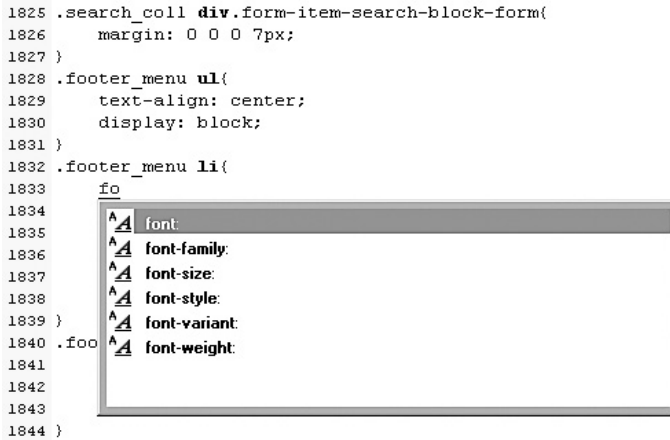 1825 .search_coll div.form-item-search-block-form{
1826 margin: 0 0 0 7px;
1827 }
1828 .footer_menu ul{
1829 text-align: center;
1830 display: block;
1831 }
1832 .footer_menu li{
1833 fo
1834
font:
1835
font-family:
1836
font-size:
1837
font-style:
1838
font-variant:
1839 }
1840 .foo
font-weight:
1841
1842
1843
1844 }